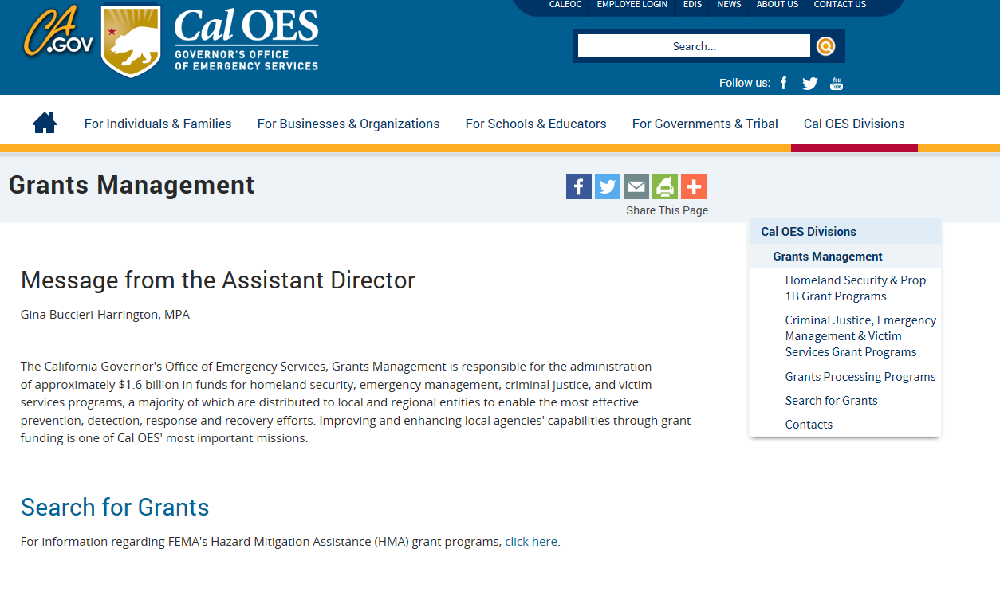 CALEOC EMPLOYEE LOGIN EDIS NEWS ABOUT US CONTACT US
CA
.GOV
Cal OES
GOVERNOR'S OFFICE
OF EMERGENCY SERVICES
Search...
Follow us:
You
Tube
For Individuals & Families For Businesses & Organizations For Schools & Educators For Governments & Tribal Cal OES Divisions
Grants Management
Share This Page
Message from the Assistant Director
Gina Buccieri-Harrington, MPA
The California Governor's Office of Emergency Services, Grants Management is responsible for the administration
of approximately $1.6 billion in funds for homeland security, emergency management, criminal justice, and victim
services programs, a majority of which are distributed to local and regional entities to enable the most effective
prevention, detection, response and recovery efforts. Improving and enhancing local agencies' capabilities through grant
funding is one of Cal OES' most important missions.
Search for Grants
For information regarding FEMA's Hazard Mitigation Assistance (HMA) grant programs, click here.
Cal OES Divisions
Grants Management
Homeland Security & Prop
1B Grant Programs
Criminal Justice, Emergency
Management & Victim
Services Grant Programs
Grants Processing Programs
Search for Grants
Contacts